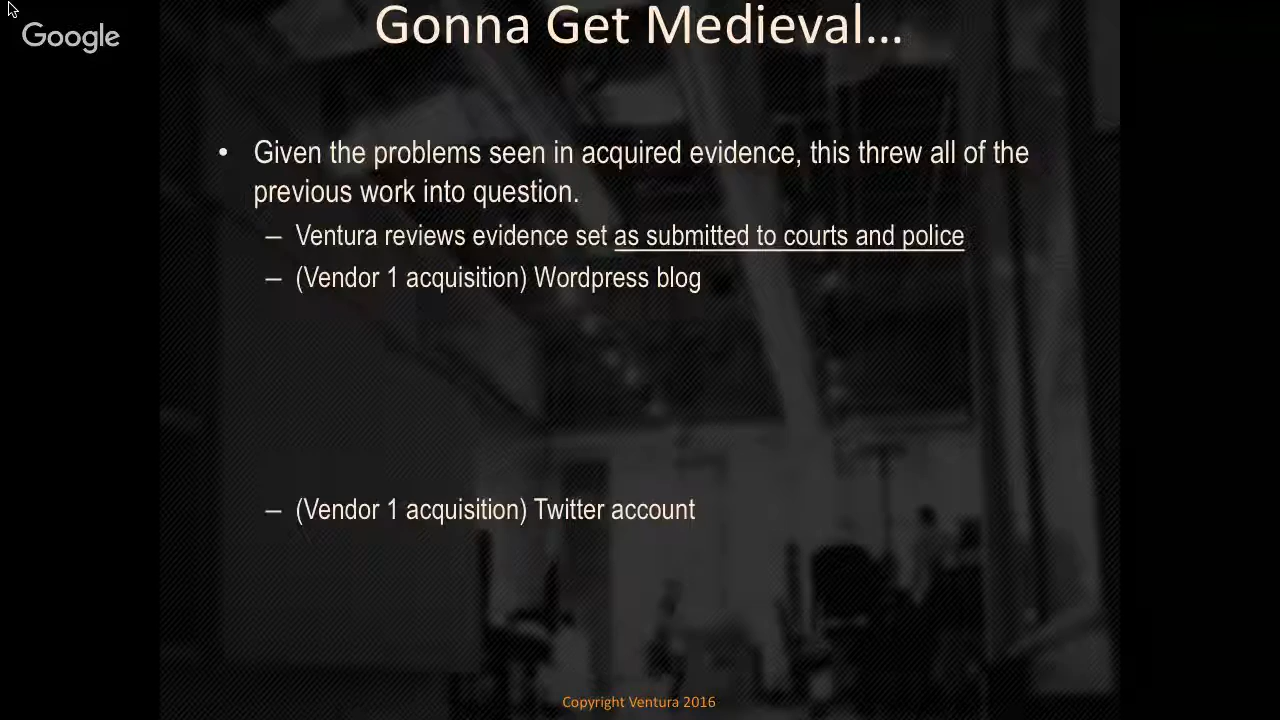 Gonna Get Medieval...
Google
• Given the problems seen in acquired evidence, this threw all of the
previous work into question.
– Ventura reviews evidence set as submitted to courts and police
– (Vendor 1 acquisition) Wordpress blog
– (Vendor 1 acquisition) Twitter account
Copyright Ventura 2016